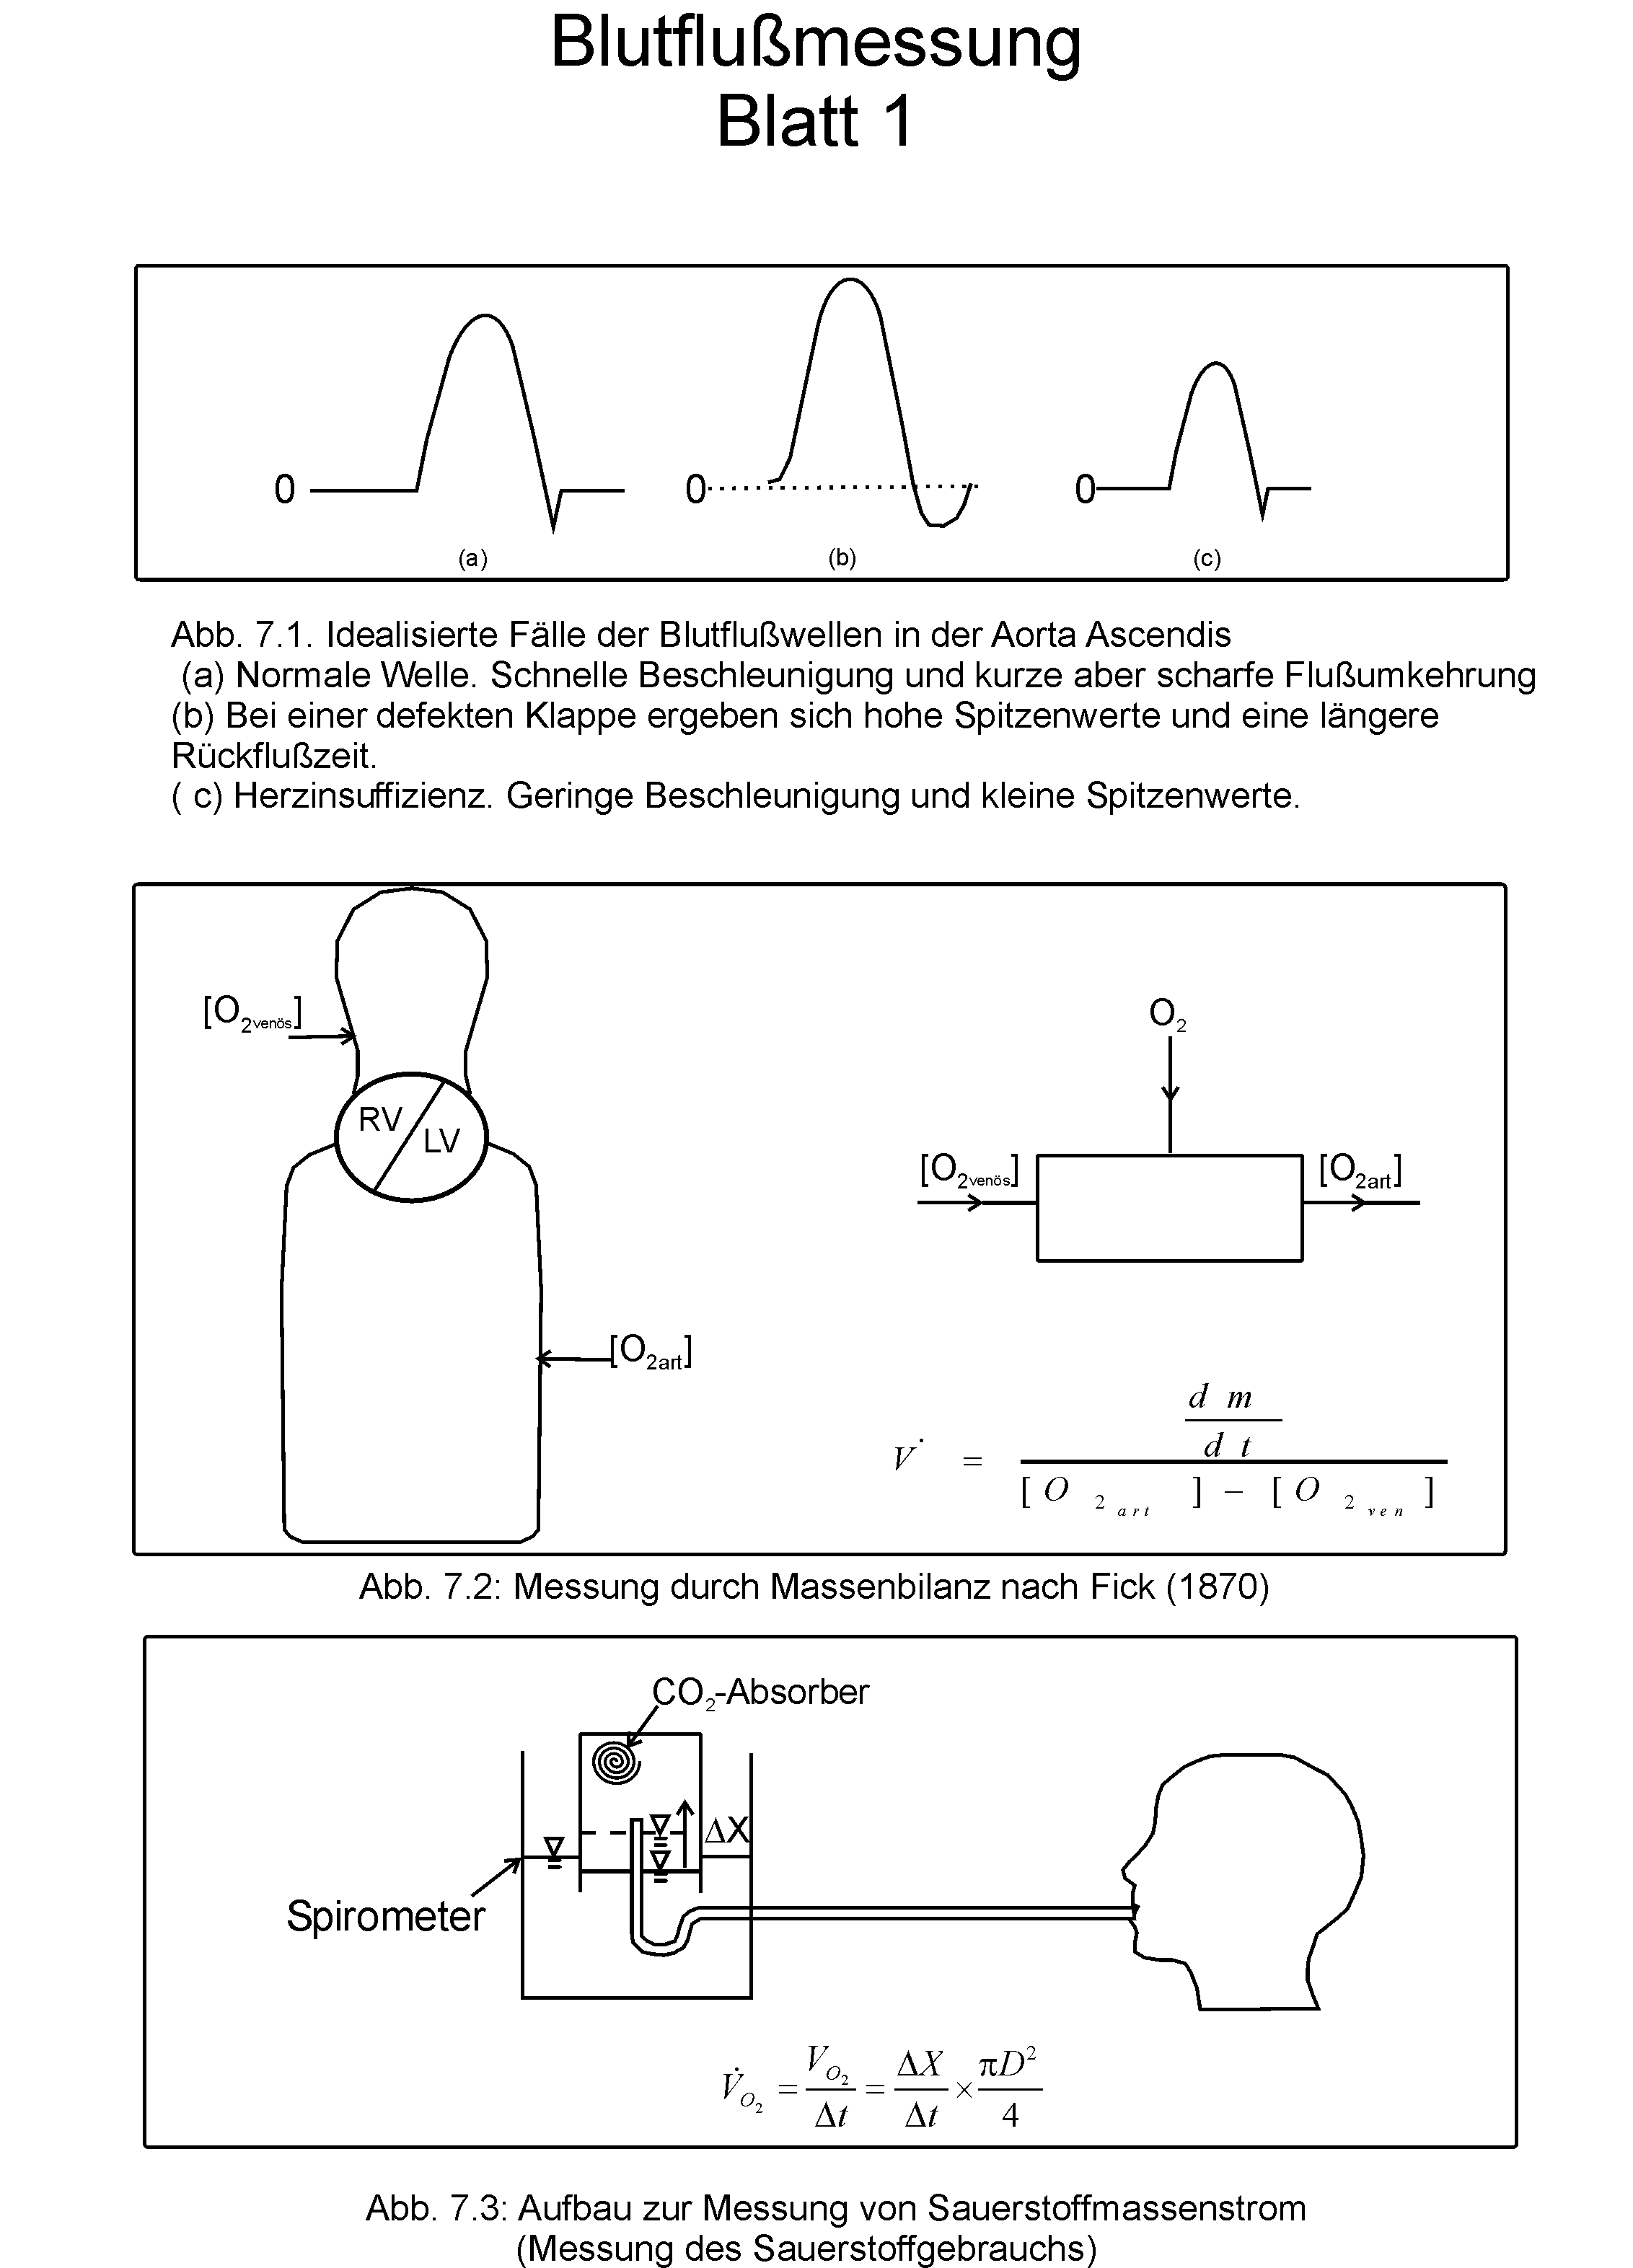 Blutflußmessung
Blatt 1
0
0
0
(a)
(b)
(c)
Abb. 7.1. Idealisierte Fälle der Blutflußwellen in der Aorta Ascendis
(a) Normale Welle. Schnelle Beschleunigung und kurze aber scharfe Flußumkehrung
(b) Bei einer defekten Klappe ergeben sich hohe Spitzenwerte und eine längere
Rückflußzeit.
( c) Herzinsuffizienz. Geringe Beschleunigung und kleine Spitzenwerte.
[O₂venös]
RV
LV
[O₂art]
O₂
[O₂venös]
[O₂art]
V˙ = (d m / d t) / ([O₂art] − [O₂ven])
Abb. 7.2: Messung durch Massenbilanz nach Fick (1870)
CO₂-Absorber
ΔX
Spirometer
V̇O₂ = VO₂/Δt = ΔX/Δt × πD²/4
Abb. 7.3: Aufbau zur Messung von Sauerstoffmassenstrom
(Messung des Sauerstoffgebrauchs)